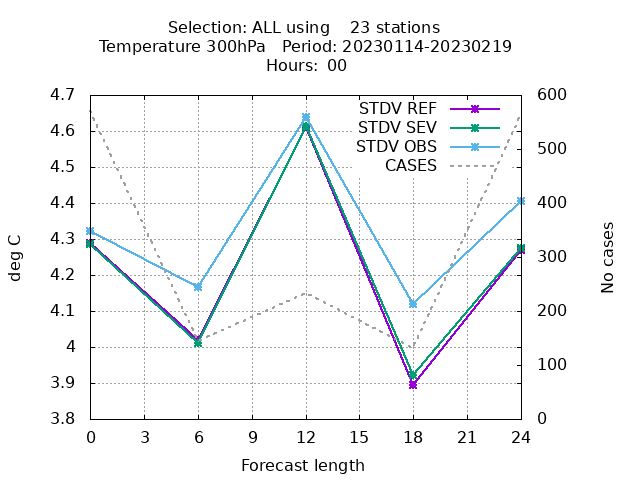 Selection: ALL using    23 stations
Temperature 300hPa   Period: 20230114-20230219
Hours: 00
4.7
4.6
4.5
4.4
4.3
4.2
4.1
4
3.9
3.8
deg C
STDV REF
STDV SEV
STDV OBS
CASES
600
500
400
300
200
100
0
No cases
0 3 6 9 12 15 18 21 24
Forecast length